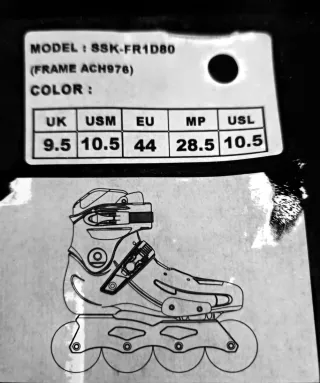 MODEL : SSK-FR1D80
(FRAME ACH976)
COLOR :
UK USM EU MP USL
9.5 10.5 44 28.5 10.5